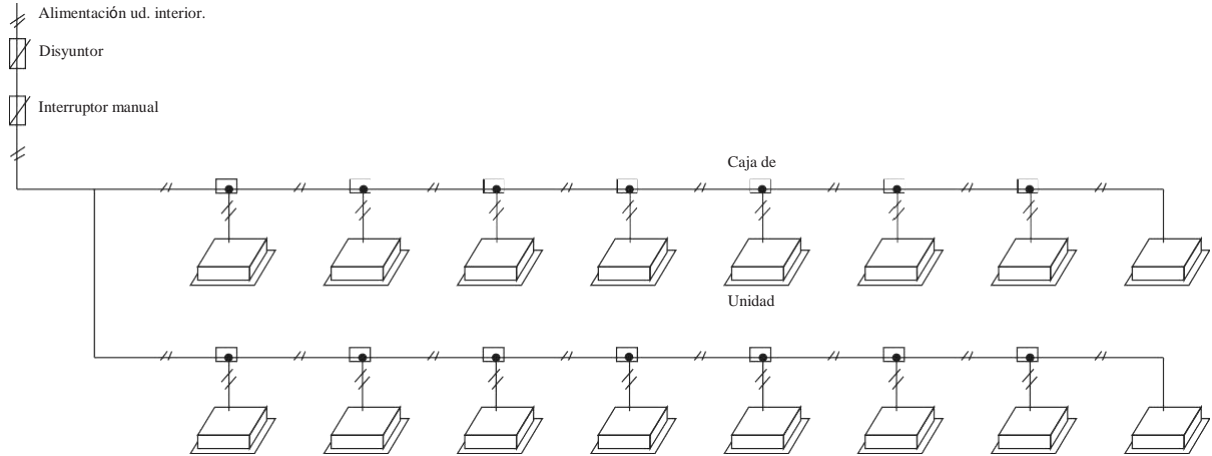 Alimentación ud. interior.
Disyuntor
Interruptor manual
Caja de
Unidad